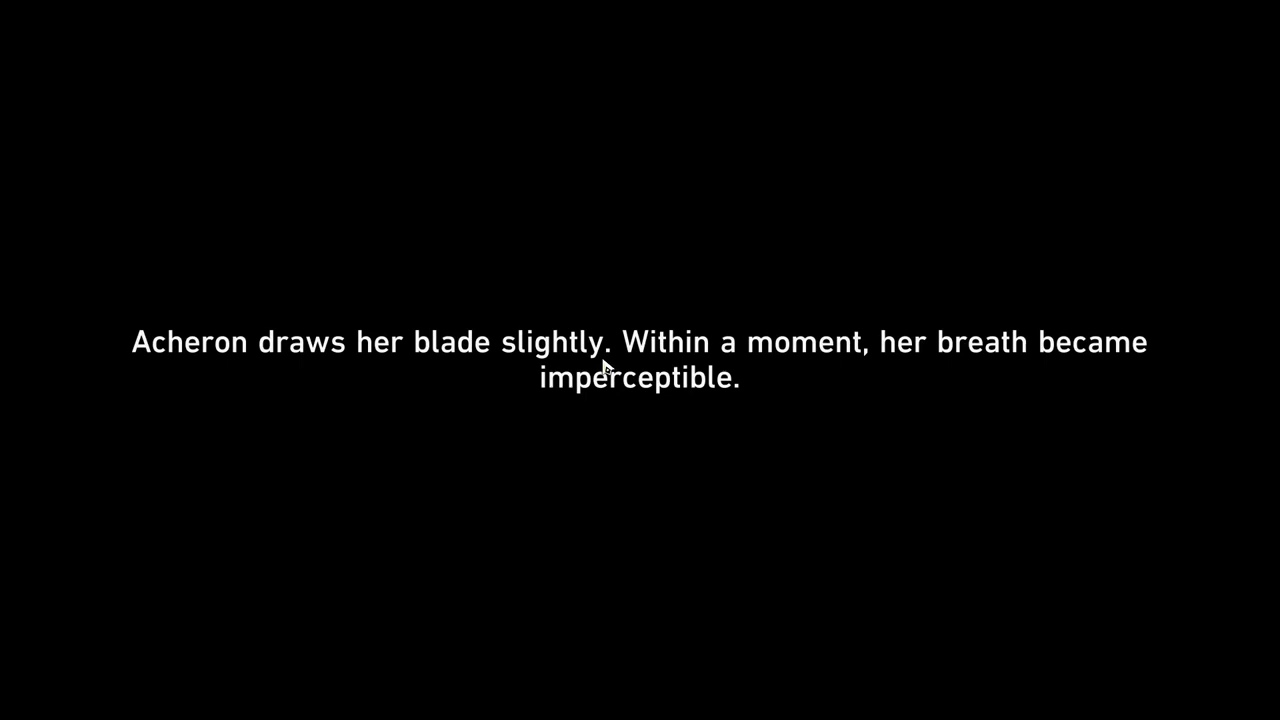 Acheron draws her blade slightly. Within a moment, her breath became
imperceptible.